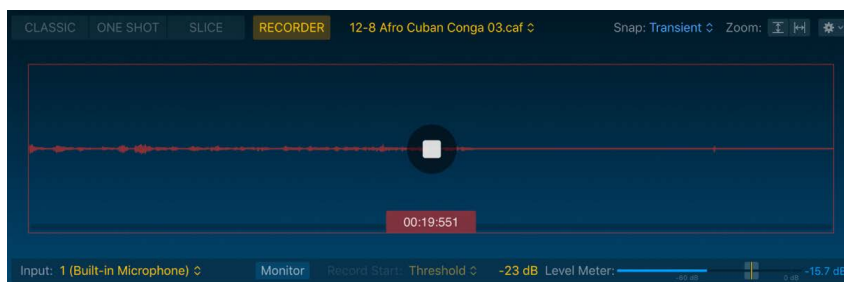 CLASSIC ONE SHOT SLICE RECORDER 12-8 Afro Cuban Conga 03.caf Snap: Transient Zoom:
00:19:551
Input: 1 (Built-in Microphone) Monitor Record Start: Threshold -23 dB Level Meter: -60 dB 0 dB -15.7 dB